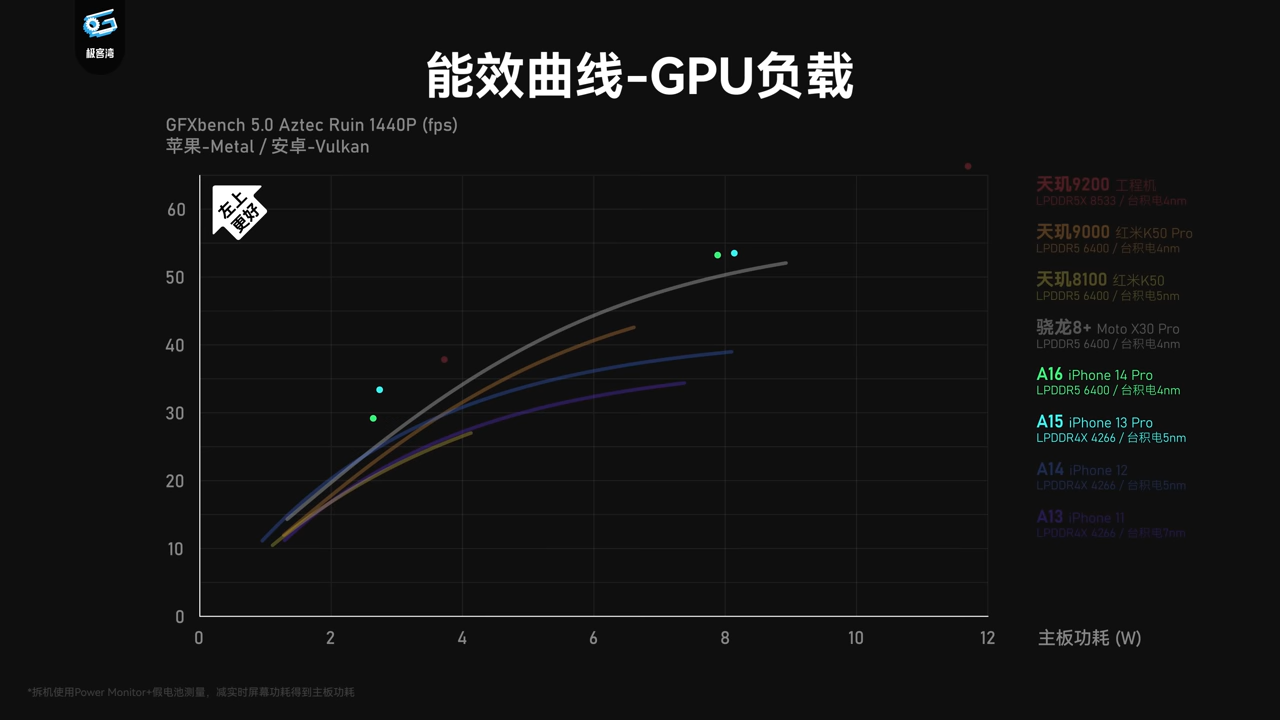 极客湾
能效曲线-GPU负载
GFXbench 5.0 Aztec Ruin 1440P (fps)
苹果-Metal / 安卓-Vulkan
左上
更好
60
50
40
30
20
10
0
0 2 4 6 8 10 12
主板功耗 (W)
天玑9200 工程机
LPDDR5X 8533 / 台积电4nm
天玑9000 红米K50 Pro
LPDDR5 6400 / 台积电4nm
天玑8100 红米K50
LPDDR5 6400 / 台积电5nm
骁龙8+ Moto X30 Pro
LPDDR5 6400 / 台积电4nm
A16 iPhone 14 Pro
LPDDR5 6400 / 台积电4nm
A15 iPhone 13 Pro
LPDDR4X 4266 / 台积电5nm
A14 iPhone 12
LPDDR4X 4266 / 台积电5nm
A13 iPhone 11
LPDDR4X 4266 / 台积电7nm
*拆机使用Power Monitor+假电池测量，减实时屏幕功耗得到主板功耗